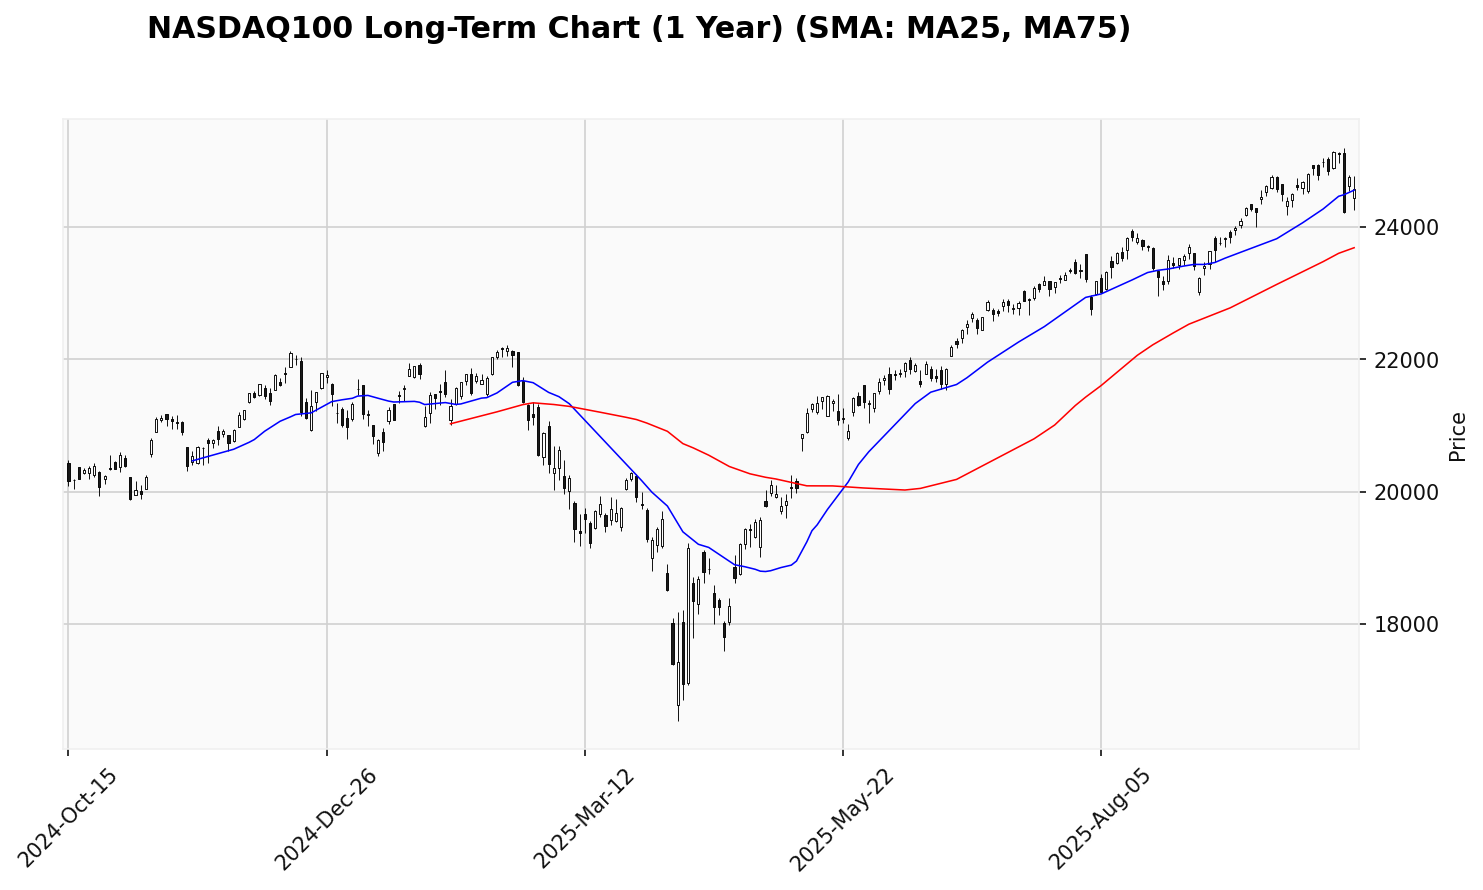 NASDAQ100 Long-Term Chart (1 Year) (SMA: MA25, MA75)
24000
22000
20000
18000
Price
2024-Oct-15
2024-Dec-26
2025-Mar-12
2025-May-22
2025-Aug-05